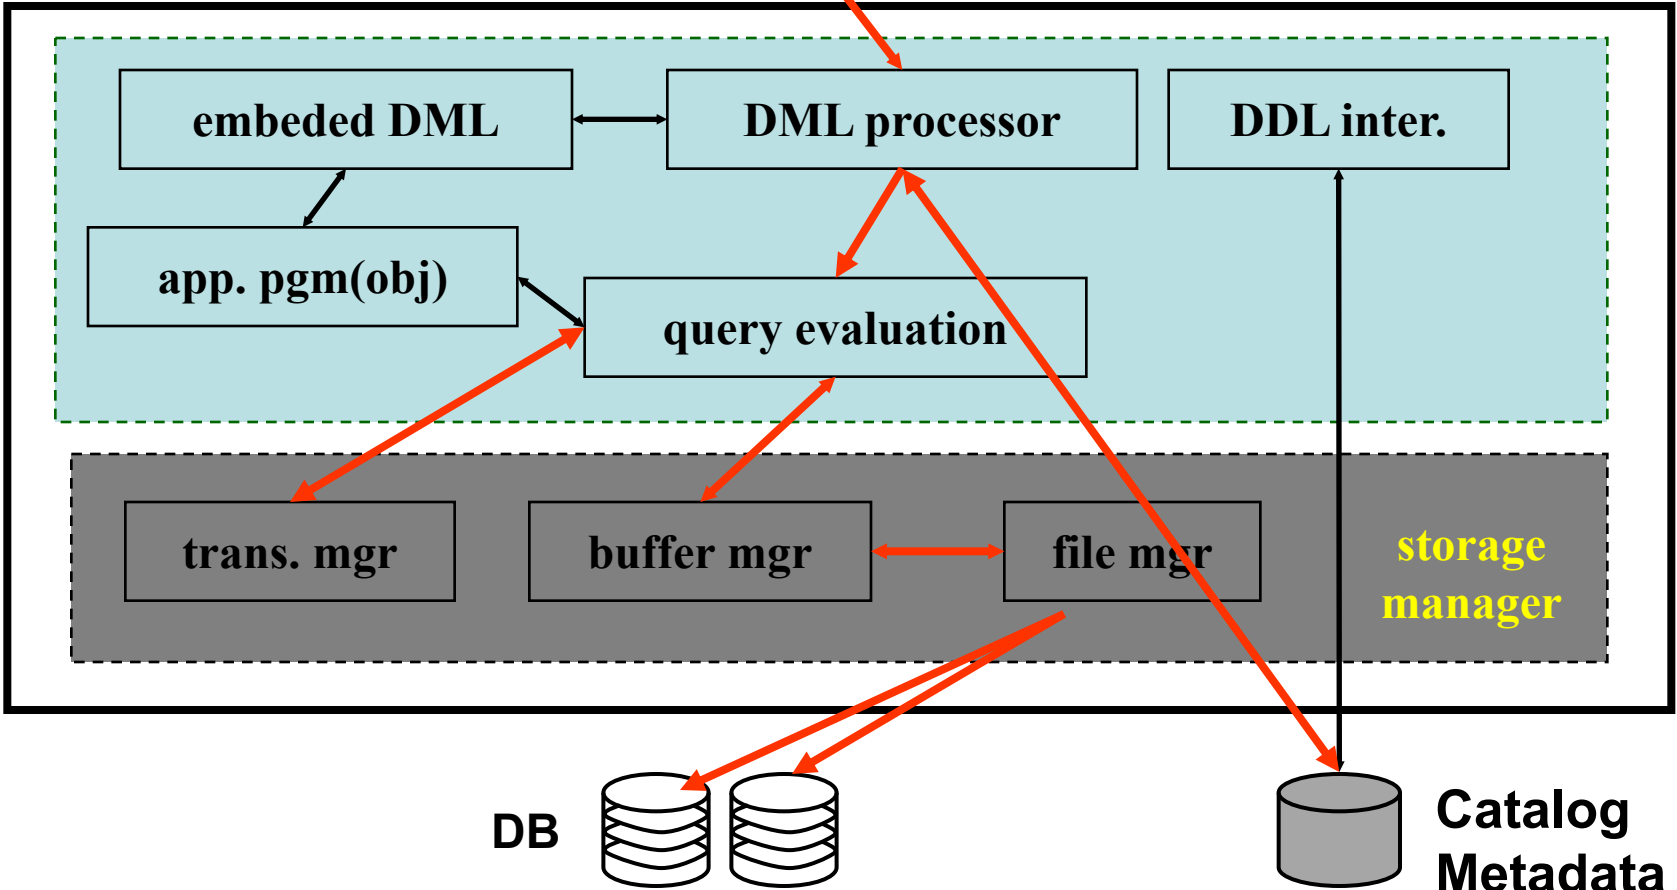 embeded DML
DML processor
DDL inter.
app. pgm(obj)
query evaluation
trans. mgr
buffer mgr
file mgr
storage
manager
DB
Catalog
Metadata